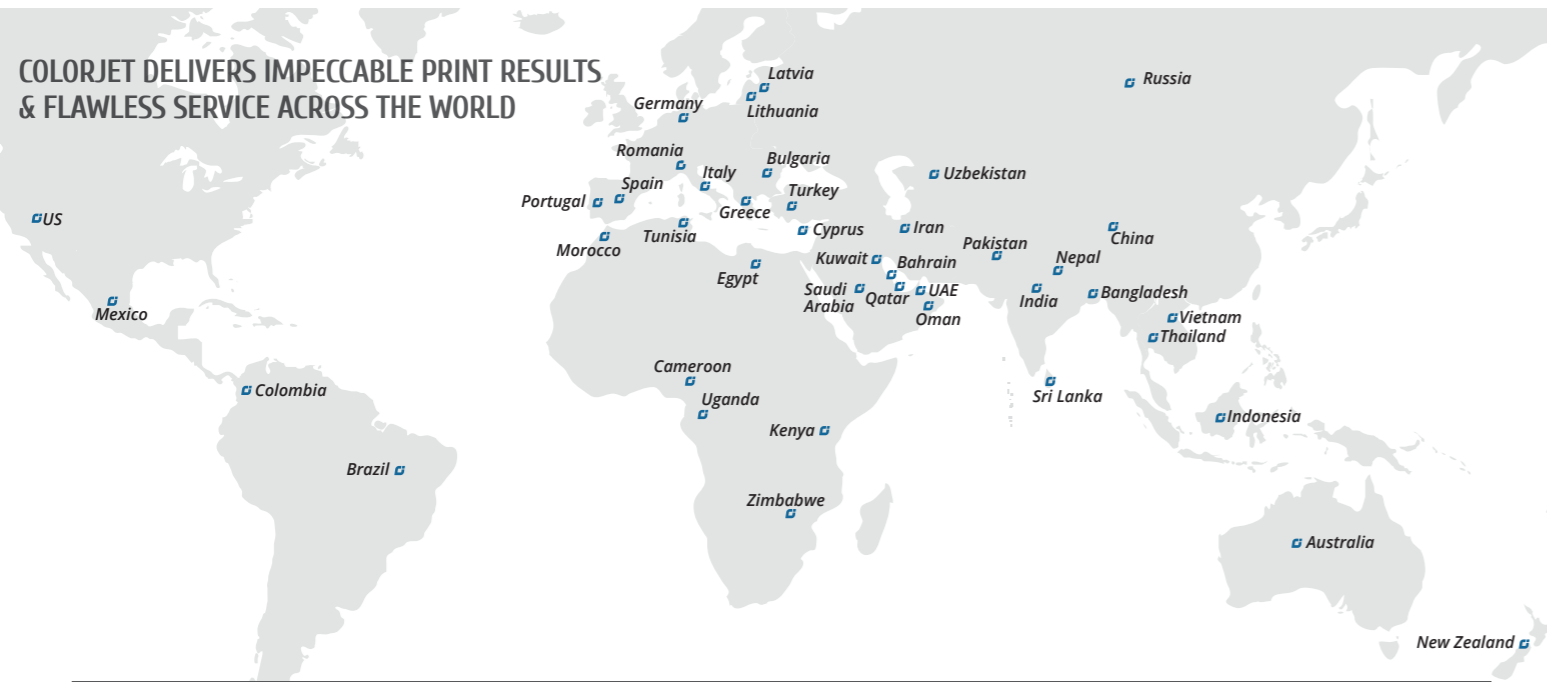 COLORJET DELIVERS IMPECCABLE PRINT RESULTS
& FLAWLESS SERVICE ACROSS THE WORLD
Latvia
Russia
Germany
Lithuania
Romania
Bulgaria
Italy
Uzbekistan
Spain
Turkey
Portugal
Greece
US
Cyprus
Iran
Tunisia
China
Morocco
Pakistan
Kuwait
Nepal
Bahrain
Egypt
Saudi
Arabia
Qatar
UAE
India
Bangladesh
Mexico
Oman
Vietnam
Thailand
Cameroon
Colombia
Sri Lanka
Uganda
Indonesia
Kenya
Brazil
Zimbabwe
Australia
New Zealand